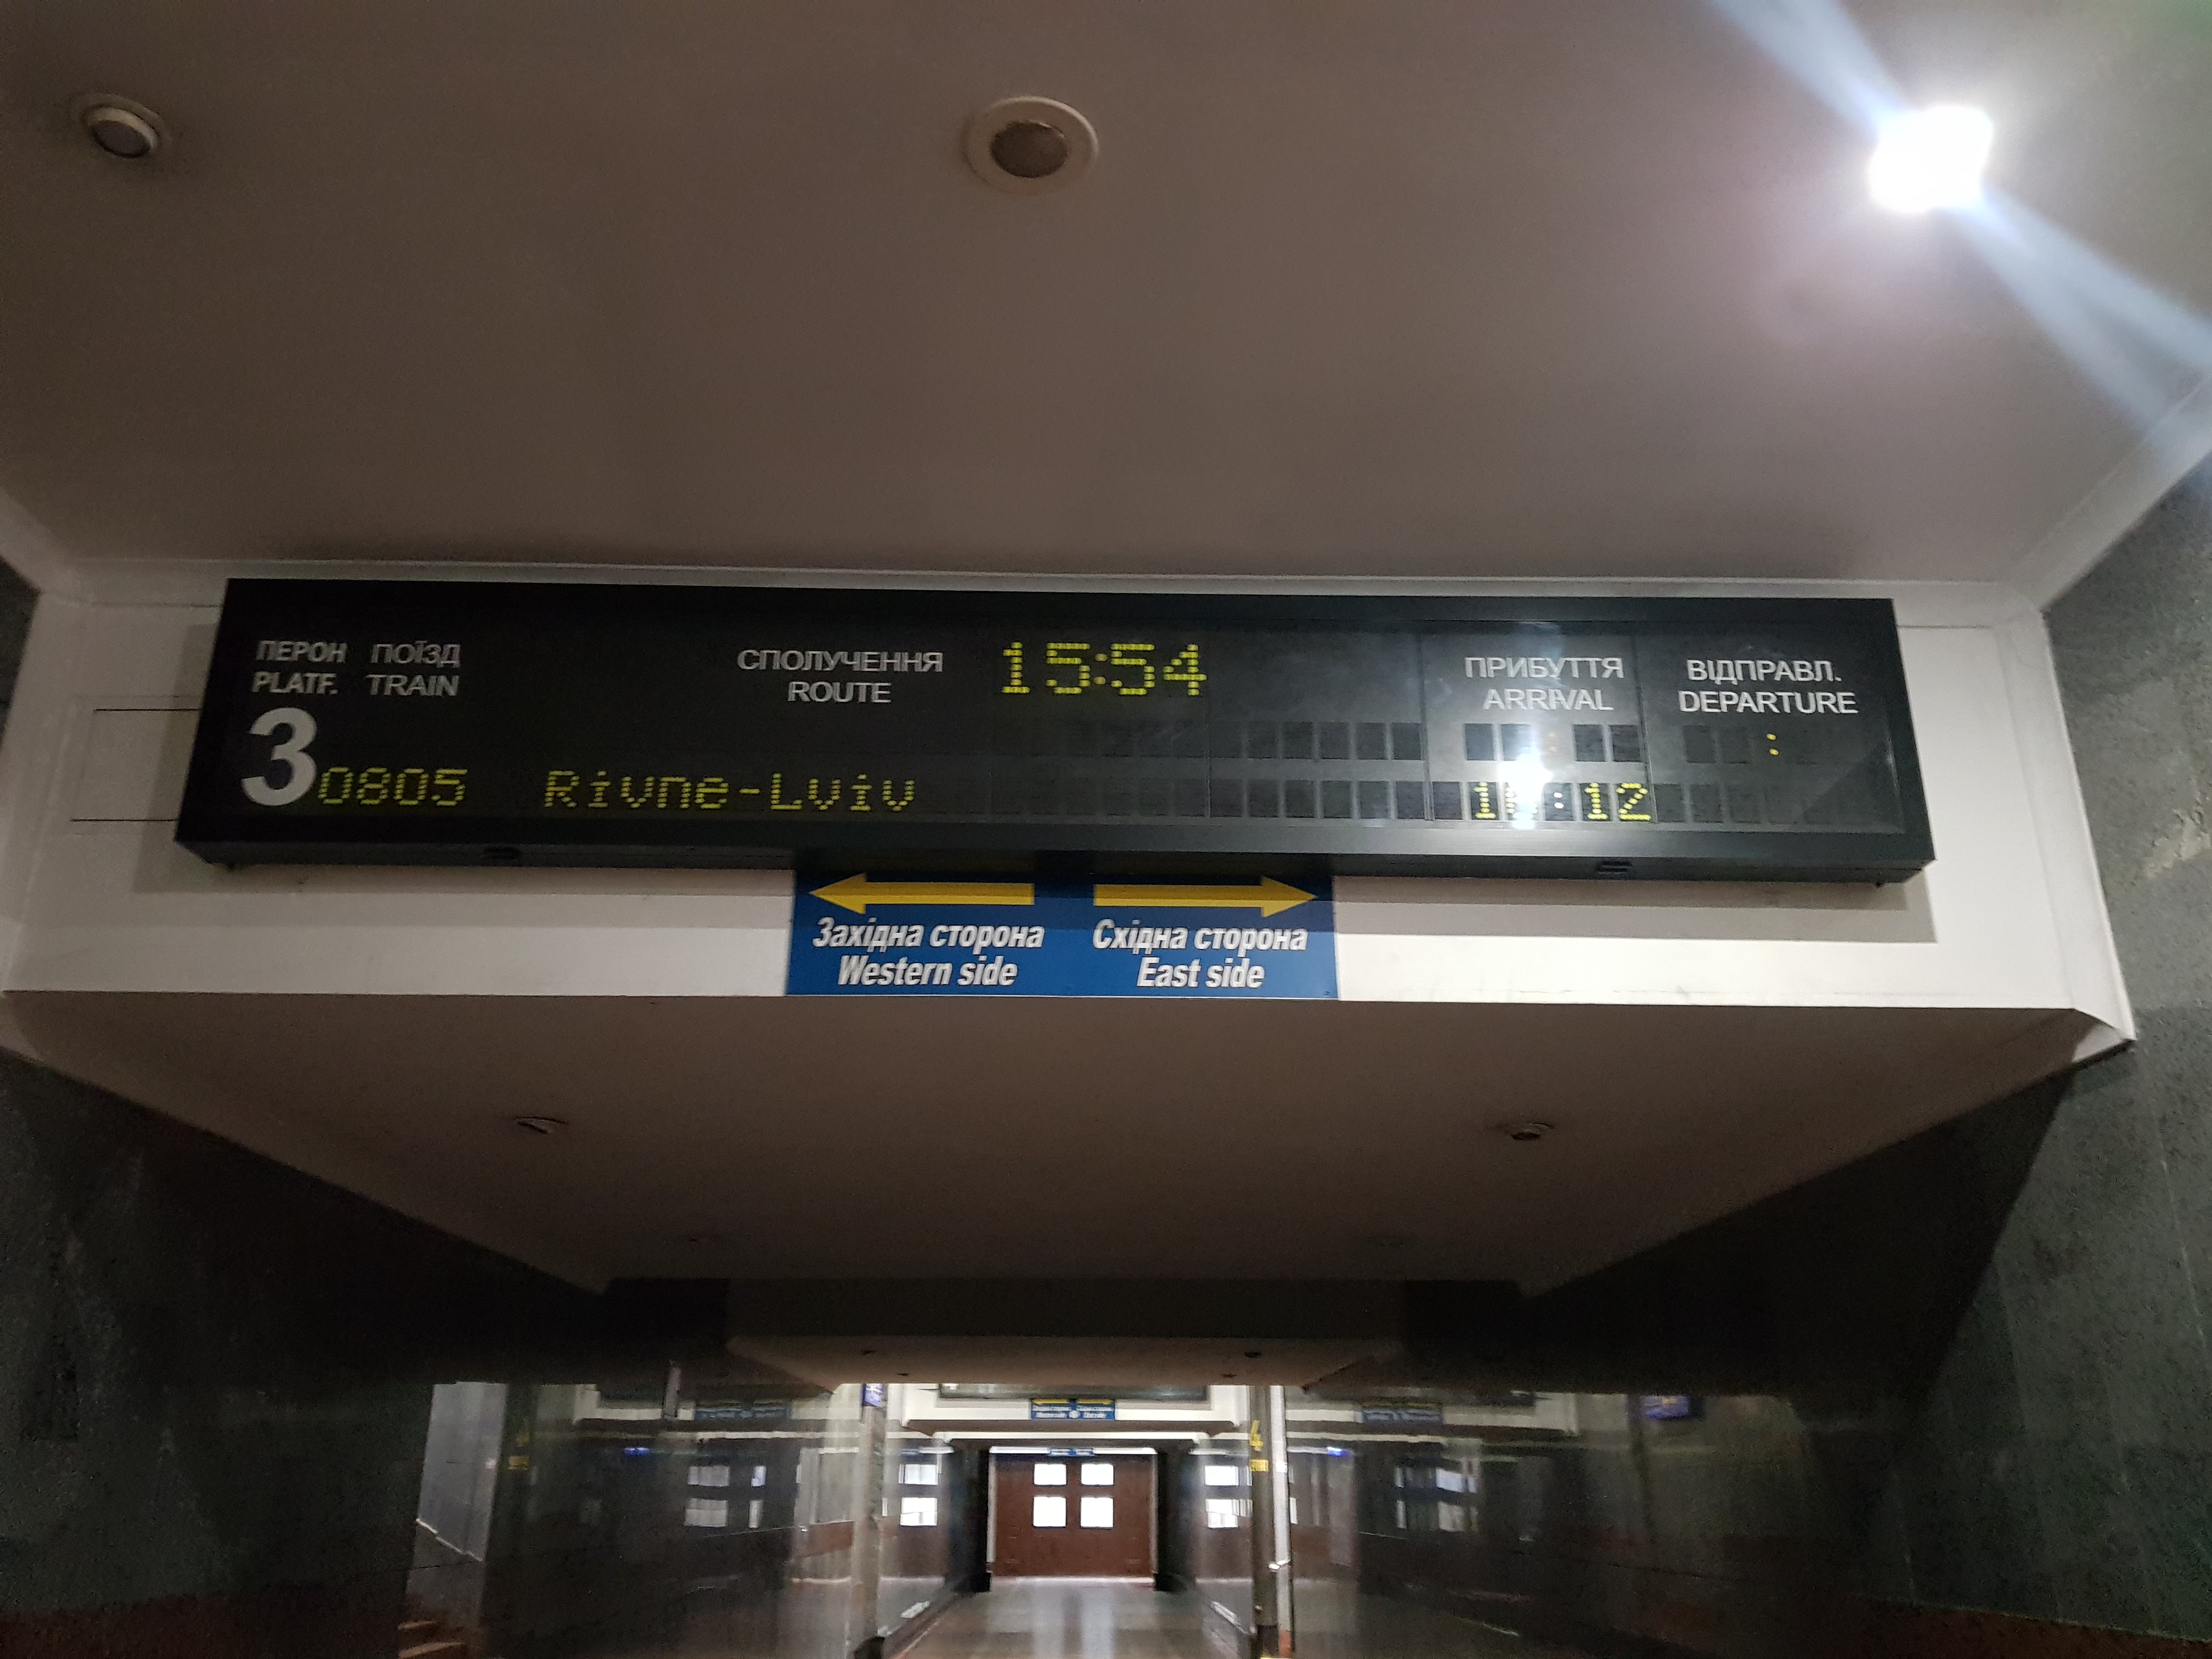 ПЕРОН ПОЇЗД СПОЛУЧЕННЯ 15:54 ПРИБУТТЯ ВІДПРАВЛ.
PLATF. TRAIN ROUTE ARRIVAL DEPARTURE
3 0805 Rivne-Lviv
Західна сторона
Western side
Східна сторона
East side
4